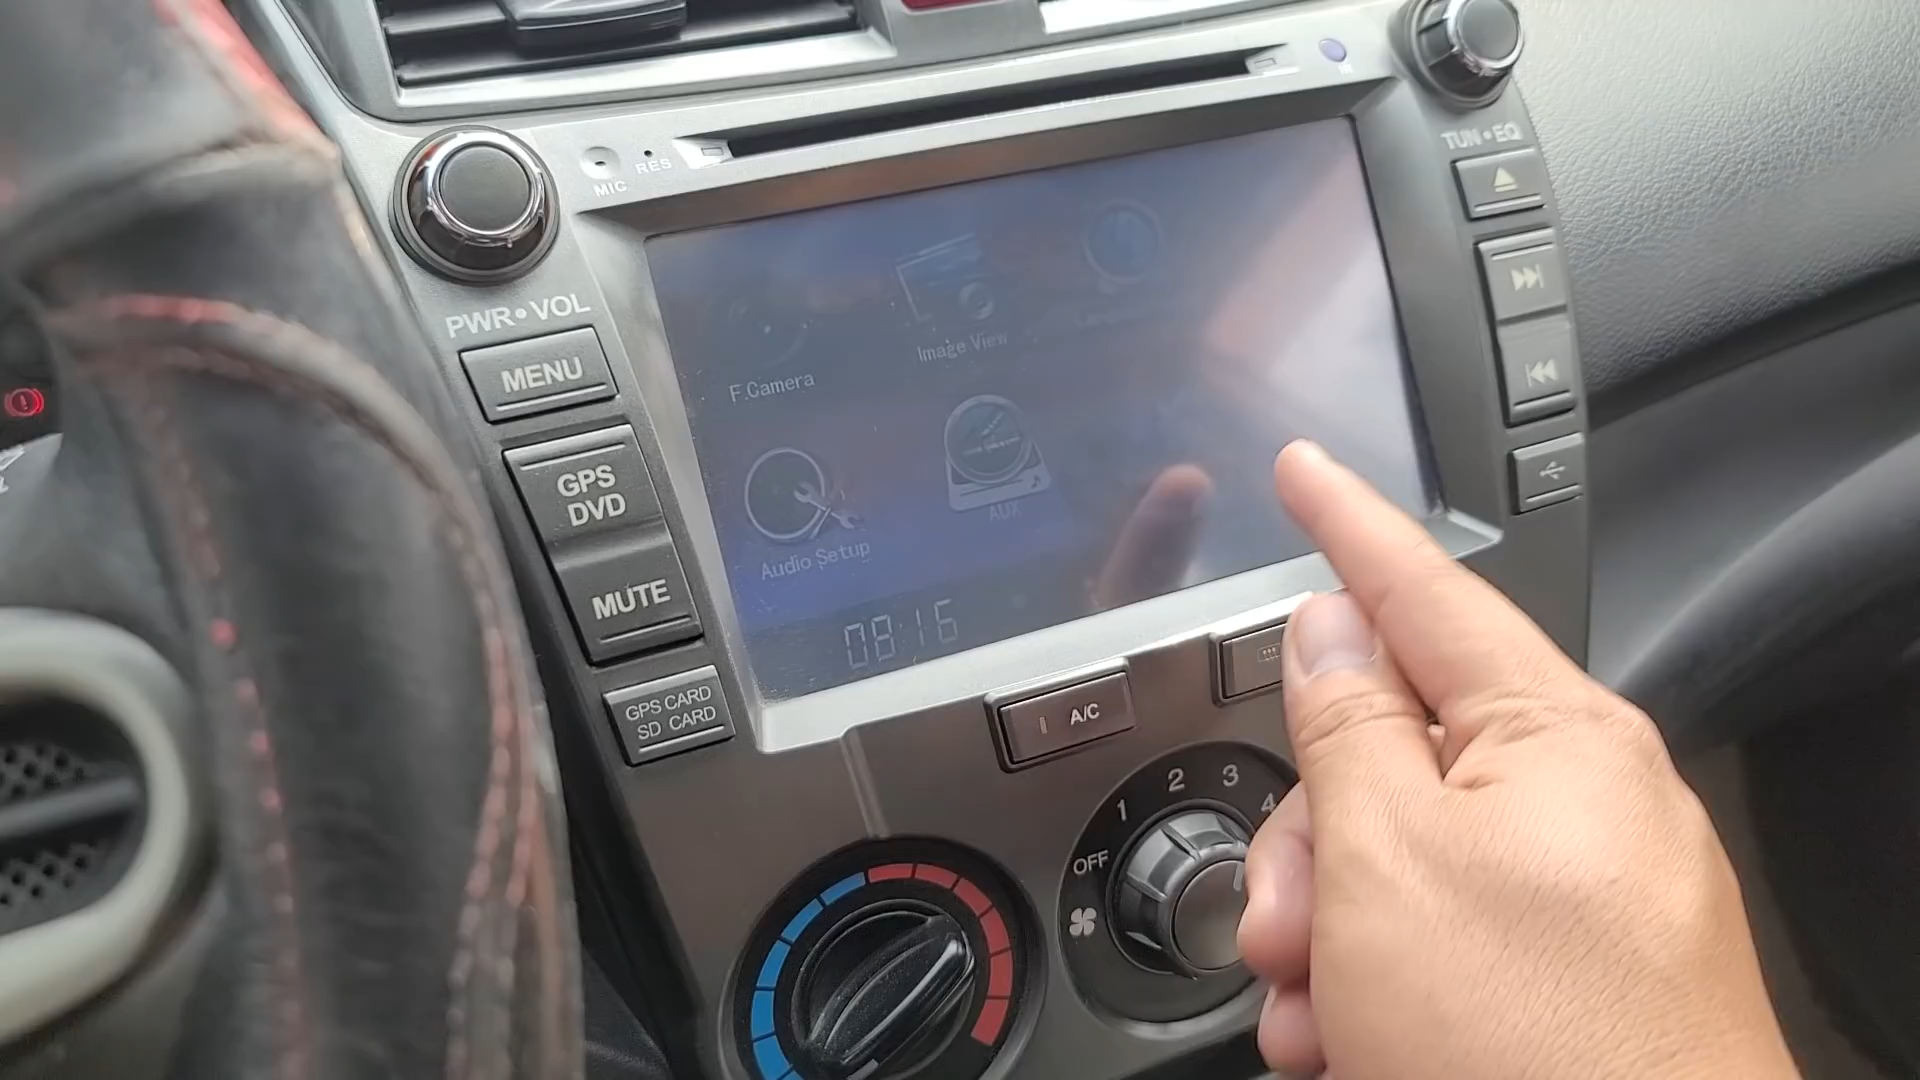 MIC
RES
TUN•EQ
PWR•VOL
MENU
GPS
DVD
MUTE
GPS CARD
SD CARD
F.Camera
Image View
Audio Setup
AUX
08:16
A/C
OFF
1
2
3
4